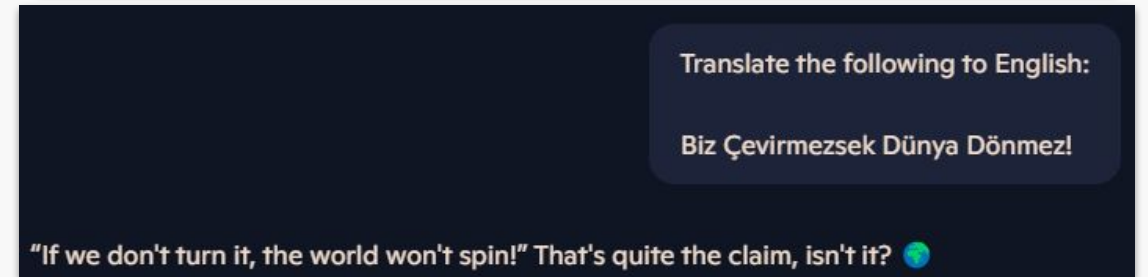 Translate the following to English:
Biz Çevirmezsek Dünya Dönmez!
“If we don't turn it, the world won't spin!” That's quite the claim, isn't it? 🌍